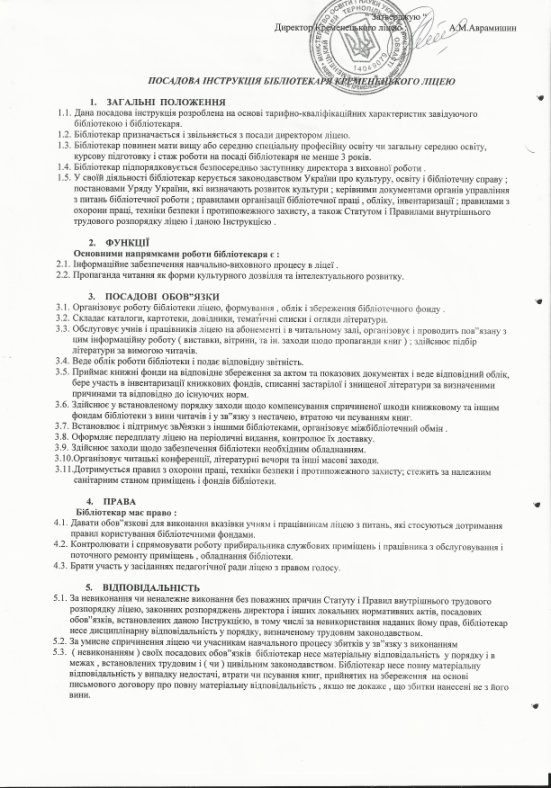 " Затверджую "
Директор Кременецького ліцею А.М.Аврамишин
ПОСАДОВА ІНСТРУКЦІЯ БІБЛІОТЕКАРЯ КРЕМЕНЕЦЬКОГО ЛІЦЕЮ
1. ЗАГАЛЬНІ ПОЛОЖЕННЯ
1.1. Дана посадова інструкція розроблена на основі тарифно-кваліфікаційних характеристик завідуючого
бібліотекою і бібліотекаря.
1.2. Бібліотекар призначається і звільняється з посади директором ліцею.
1.3. Бібліотекар повинен мати вищу або середню спеціальну професійну освіту чи загальну середню освіту,
курсову підготовку і стаж роботи на посаді бібліотекаря не менше 3 років.
1.4. Бібліотекар підпорядковується безпосередньо заступнику директора з виховної роботи .
1.5. У своїй діяльності бібліотекар керується законодавством України про культуру, освіту і бібліотечну справу ;
постановами Уряду України, які визначають розвиток культури ; керівними документами органів управління
з питань бібліотечної роботи ; правилами організації бібліотечної праці , обліку, інвентаризації ; правилами з
охорони праці, техніки безпеки і протипожежного захисту, а також Статутом і Правилами внутрішнього
трудового розпорядку ліцею і даною Інструкцією .
2. ФУНКЦІЇ
Основними напрямками роботи бібліотекаря є :
2.1. Інформаційне забезпечення навчально-виховного процесу в ліцеї .
2.2. Пропаганда читання як форми культурного дозвілля та інтелектуального розвитку.
3. ПОСАДОВІ ОБОВ"ЯЗКИ
3.1. Організовує роботу бібліотеки ліцею, формування , облік і збереження бібліотечного фонду .
3.2. Складає каталоги, картотеки, довідники, тематичні списки і огляди літератури.
3.3. Обслуговує учнів і працівників ліцею на абонементі і в читальному залі, організовує і проводить пов"язану з
цим інформаційну роботу ( виставки, вітрини, та ін. заходи щодо пропаганди книг ) ; здійснює підбір
літератури за вимогою читачів.
3.4. Веде облік роботи бібліотеки і подає відповідну звітність.
3.5. Приймає книжні фонди на відповідне збереження за актом та показових документах і веде відповідний облік,
бере участь в інвентаризації книжкових фондів, списанні застарілої і знищеної літератури за визначеними
причинами та відповідно до існуючих норм.
3.6. Здійснює у встановленому порядку заходи щодо компенсування спричиненої шкоди книжковому та іншим
фондам бібліотеки з вини читачів і у зв"язку з нестачею, втратою чи псуванням книг.
3.7. Встановлює і підтримує зв№язки з іншими бібліотеками, організовує міжбібліотечний обмін .
3.8. Оформляє передплату ліцею на періодичні видання, контролює їх доставку.
3.9. Здійснює заходи щодо забезпечення бібліотеки необхідним обладнанням.
3.10.Організовує читацькі конференції, літературні вечори та інші масові заходи.
3.11.Дотримується правил з охорони праці, техніки безпеки і протипожежного захисту; стежить за належним
санітарним станом приміщень і фондів бібліотеки.
4. ПРАВА
Бібліотекар має право :
4.1. Давати обов"язкові для виконання вказівки учням і працівникам ліцею з питань, які стосуються дотримання
правил користування бібліотечними фондами.
4.2. Контролювати і спрямовувати роботу прибиральника службових приміщень і працівника з обслуговування і
поточного ремонту приміщень , обладнання бібліотеки.
4.3. Брати участь у засіданнях педагогічної ради ліцею з правом голосу.
5. ВІДПОВІДАЛЬНІСТЬ
5.1. За невиконання чи неналежне виконання без поважних причин Статуту і Правил внутрішнього трудового
розпорядку ліцею, законних розпоряджень директора і інших локальних нормативних актів, посадових
обов"язків, встановлених даною Інструкцією, в тому числі за невикористання наданих йому прав, бібліотекар
несе дисциплінарну відповідальність у порядку, визначеному трудовим законодавством.
5.2. За умисне спричинення ліцею чи учасникам навчального процесу збитків у зв"язку з виконанням
5.3. ( невиконанням ) своїх посадових обов"язків бібліотекар несе матеріальну відповідальність у порядку і в
межах , встановлених трудовим і ( чи ) цивільним законодавством. Бібліотекар несе повну матеріальну
відповідальність у випадку недостачі, втрати чи псування книг, прийнятих на збереження на основі
письмового договору про повну матеріальну відповідальність , якщо не докаже , що збитки нанесені не з його
вини.